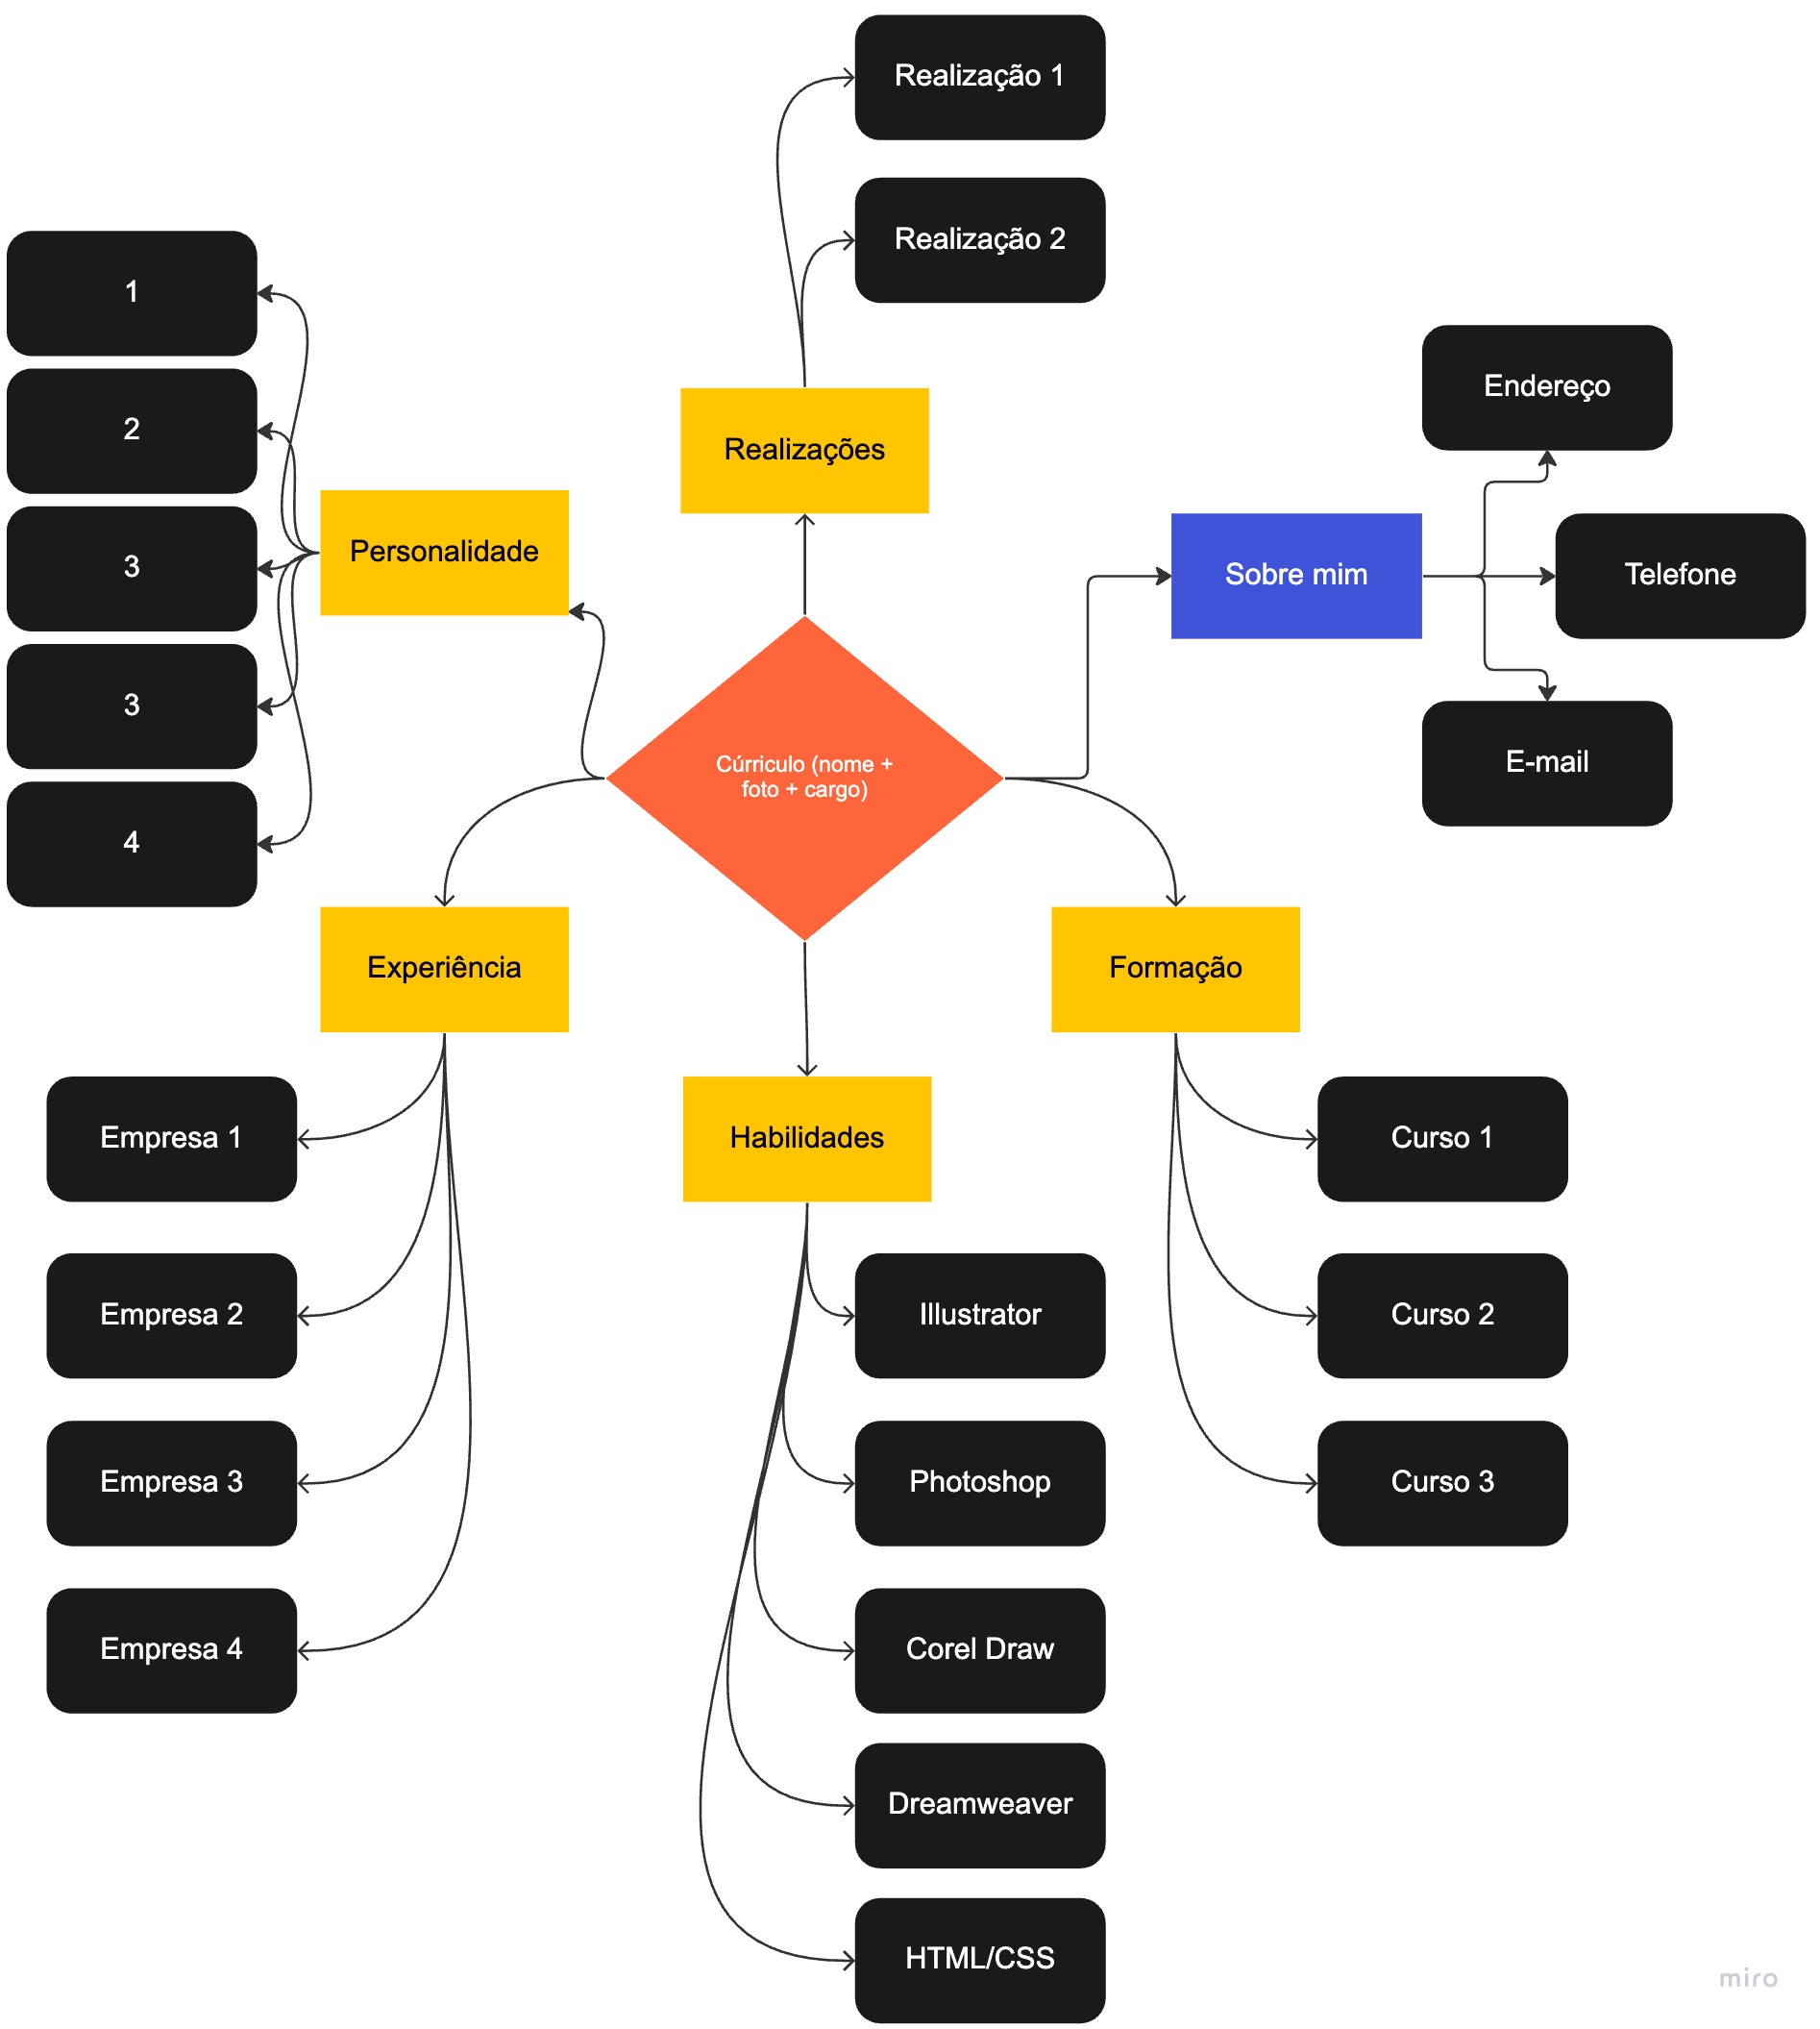 Realização 1
Realização 2
1
2
3
3
4
Personalidade
Realizações
Endereço
Sobre mim
Telefone
E-mail
Cúrriculo (nome +
foto + cargo)
Experiência
Formação
Empresa 1
Empresa 2
Empresa 3
Empresa 4
Habilidades
Illustrator
Photoshop
Corel Draw
Dreamweaver
HTML/CSS
Curso 1
Curso 2
Curso 3
miro